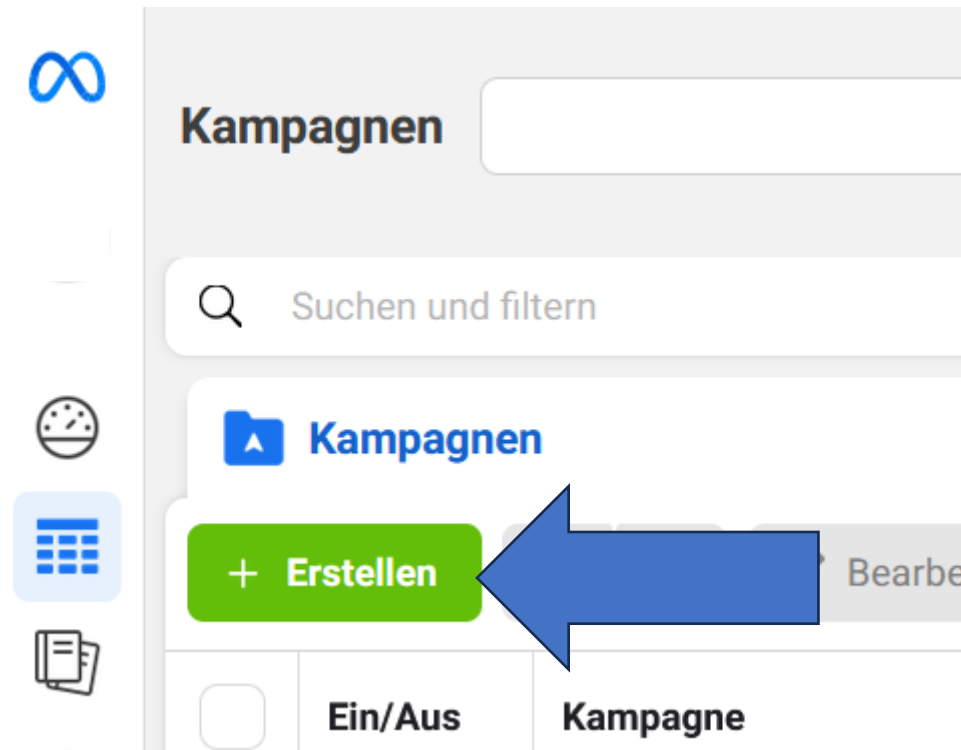 Kampagnen
Suchen und filtern
Kampagnen
+ Erstellen
Ein/Aus Kampagne